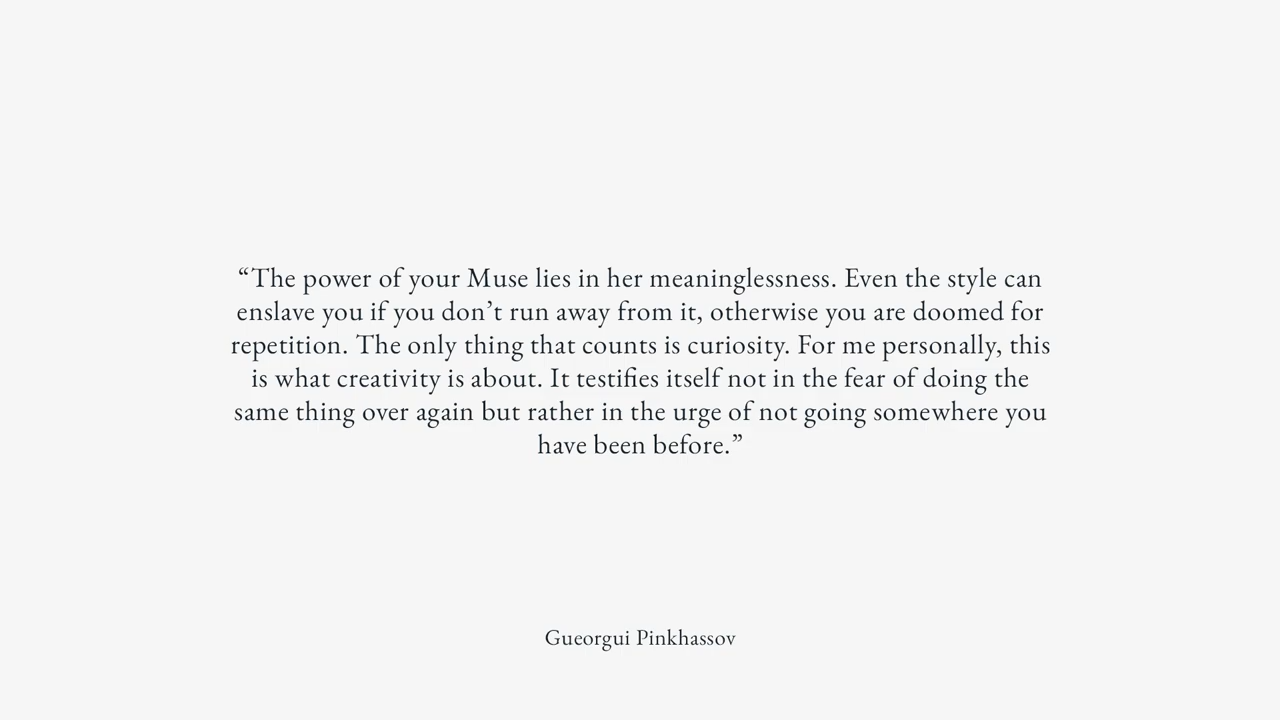 “The power of your Muse lies in her meaninglessness. Even the style can
enslave you if you don’t run away from it, otherwise you are doomed for
repetition. The only thing that counts is curiosity. For me personally, this
is what creativity is about. It testifies itself not in the fear of doing the
same thing over again but rather in the urge of not going somewhere you
have been before.”
Gueorgui Pinkhassov